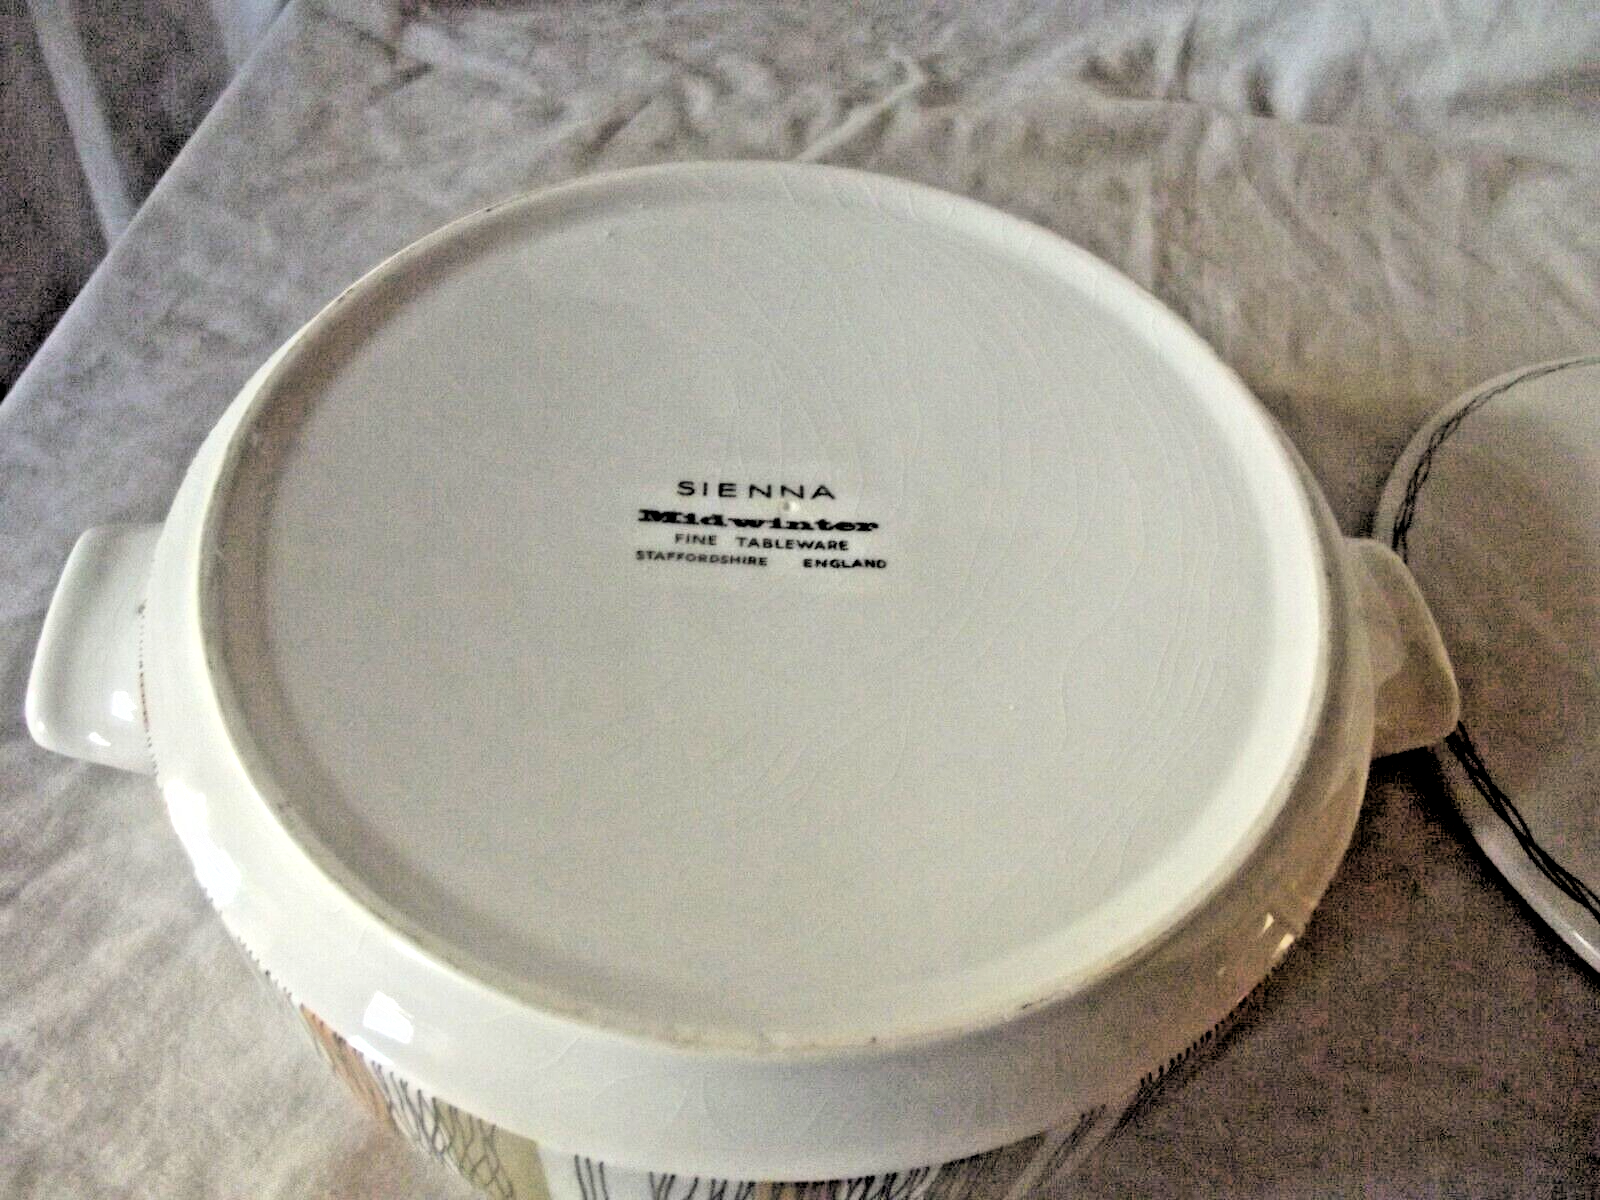 SIENNA
Midwinter
FINE TABLEWARE
STAFFORDSHIRE ENGLAND